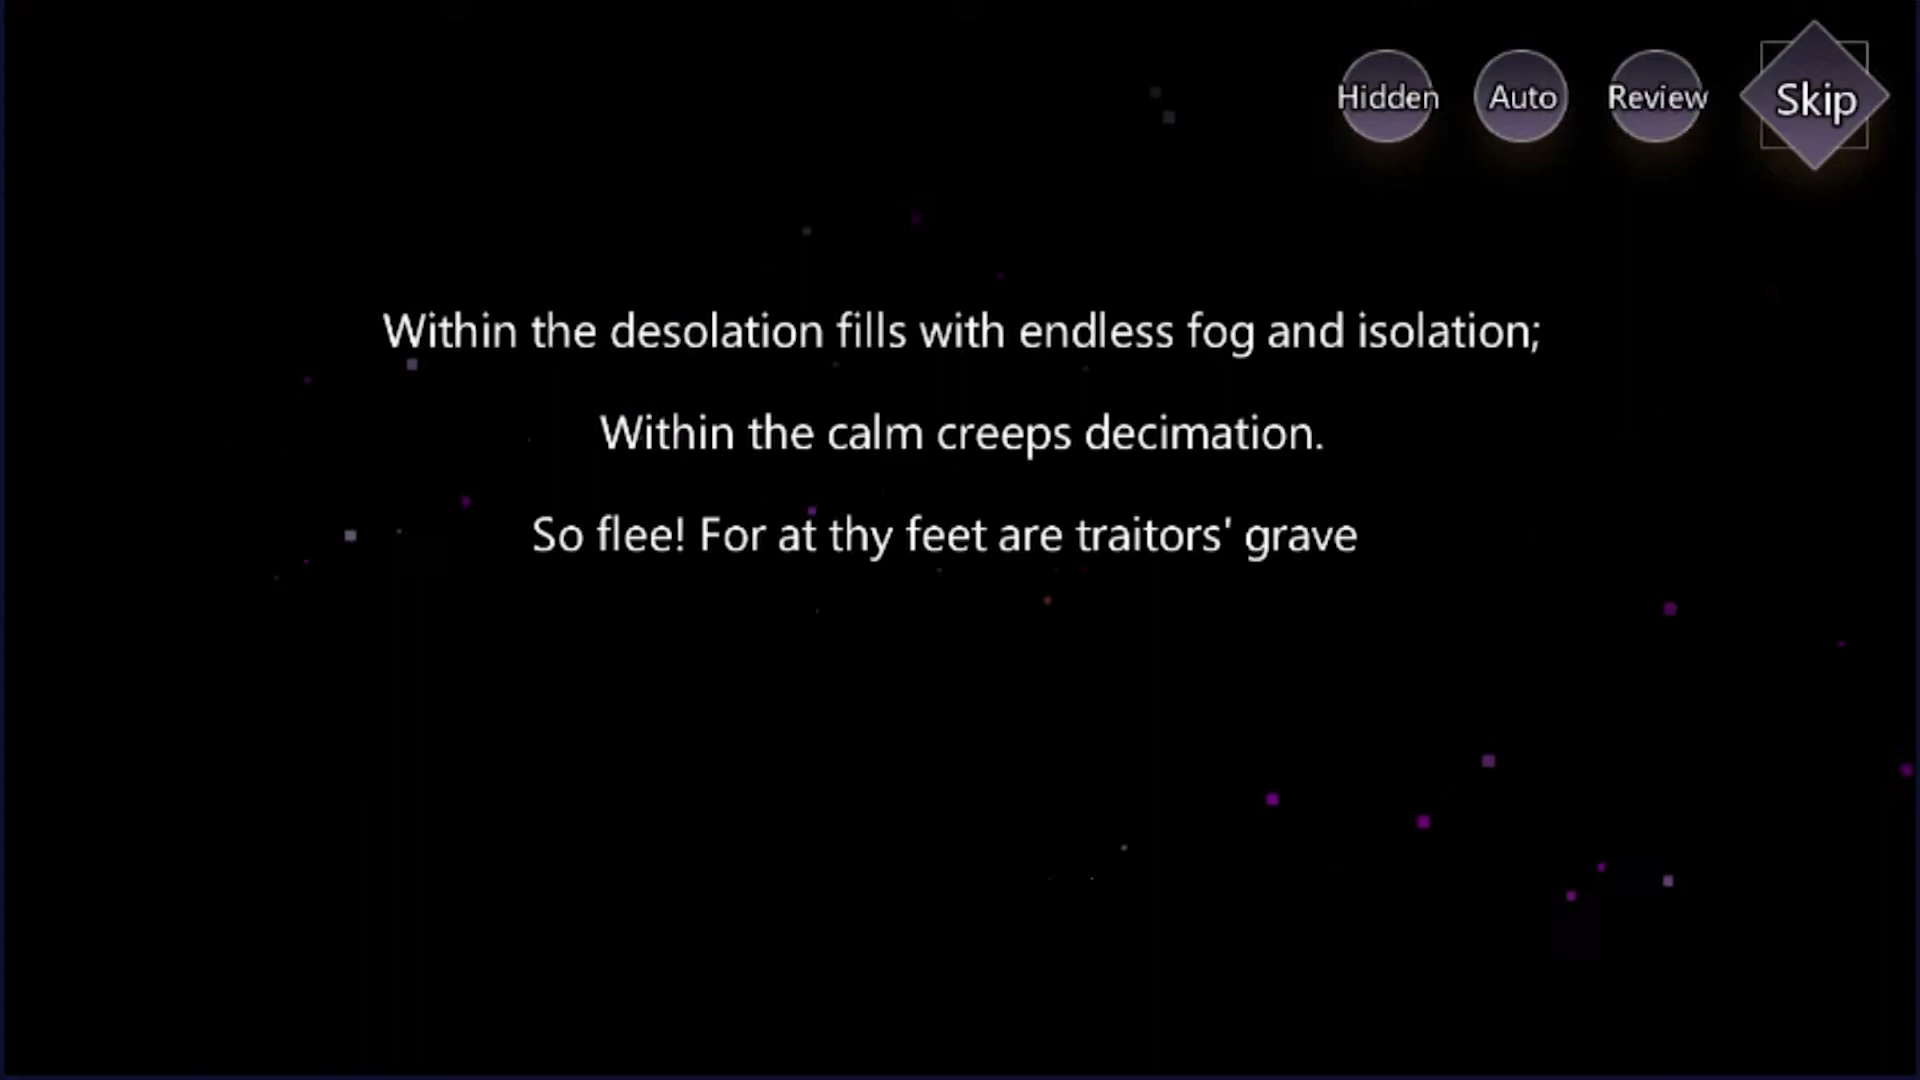 Hidden Auto Review Skip
Within the desolation fills with endless fog and isolation;
Within the calm creeps decimation.
So flee! For at thy feet are traitors' grave